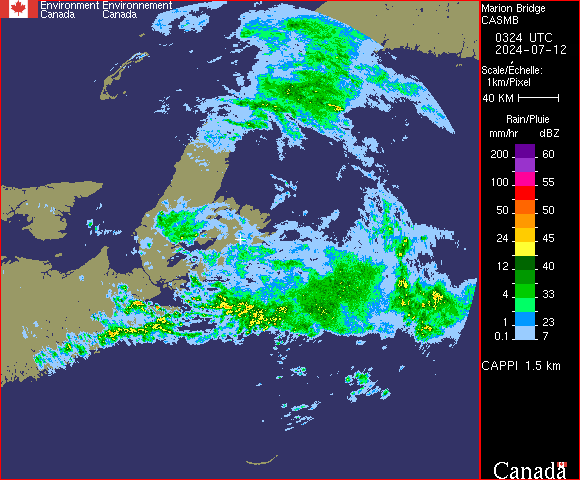 Environment Environnement
Canada Canada
Marion Bridge
CASMB
0324 UTC
2024-07-12
Scale/Échelle:
1km/Pixel
40 KM
Rain/Pluie
mm/hr dBZ
200 60
100 55
50 50
24 45
12 40
4 33
1 23
0.1 7
CAPPI 1.5 km
Canada